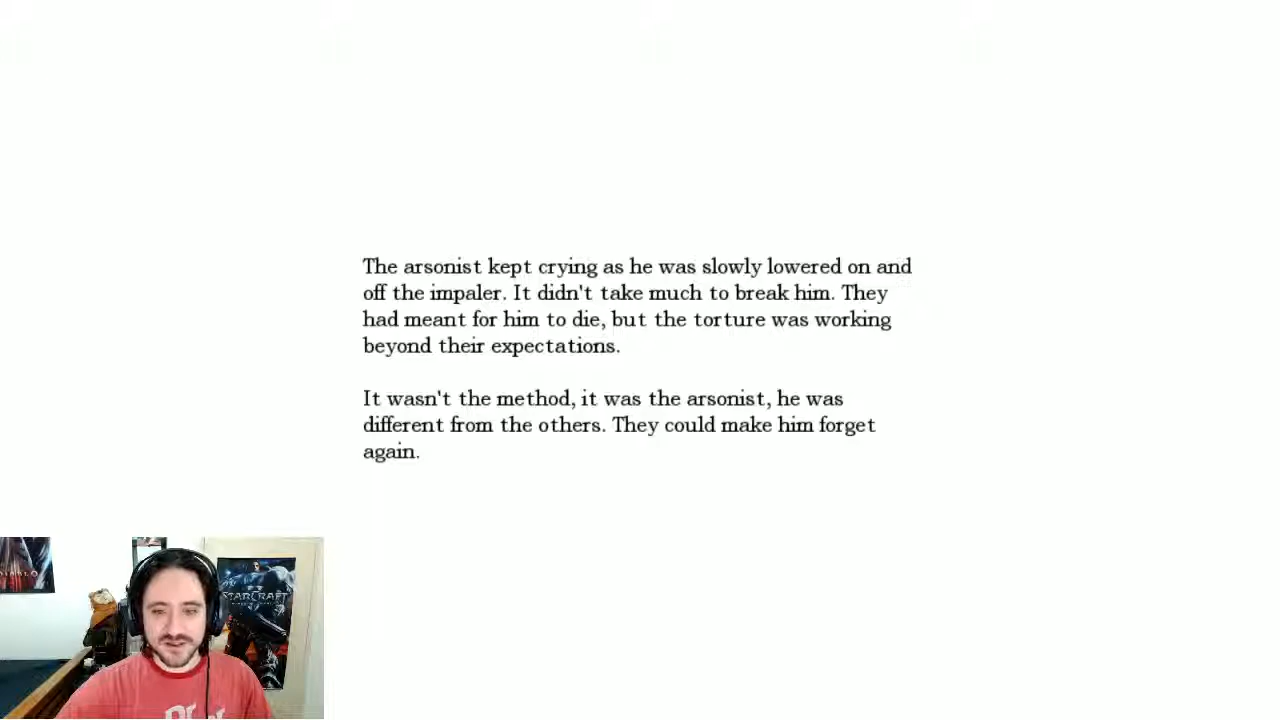 The arsonist kept crying as he was slowly lowered on and
off the impaler. It didn't take much to break him. They
had meant for him to die, but the torture was working
beyond their expectations.
It wasn't the method, it was the arsonist, he was
different from the others. They could make him forget
again.
DIABLO
STARCRAFT